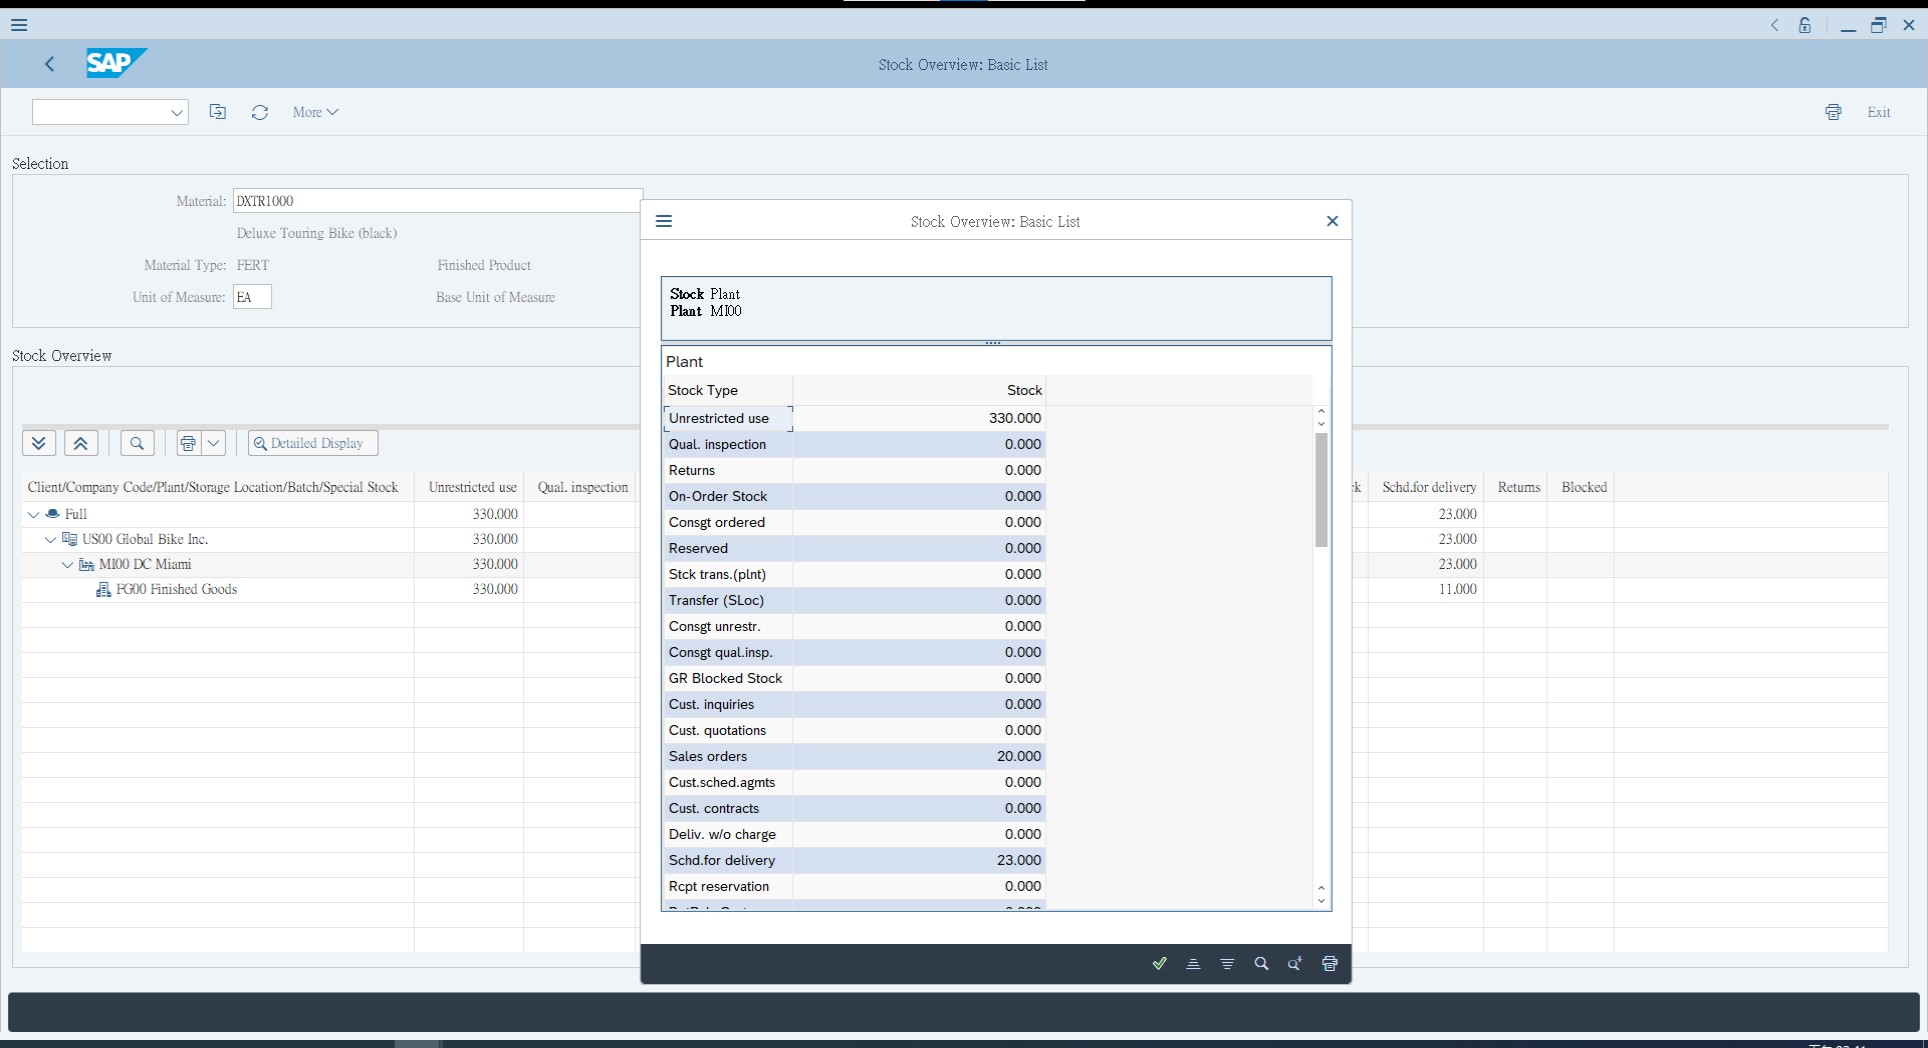 SAP
Stock Overview: Basic List
More
Exit
Selection
Material: DXTR1000
Deluxe Touring Bike (black)
Material Type: FERT Finished Product
Unit of Measure: EA Base Unit of Measure
Stock Overview
Detailed Display
Client/Company Code/Plant/Storage Location/Batch/Special Stock Unrestricted use Qual. inspection Schd.for delivery Returns Blocked
Full 330.000 23.000
US00 Global Bike Inc. 330.000 23.000
MI00 DC Miami 330.000 23.000
FG00 Finished Goods 330.000 11.000
Stock Overview: Basic List
Stock Plant
Plant MI00
Plant
Stock Type Stock
Unrestricted use 330.000
Qual. inspection 0.000
Returns 0.000
On-Order Stock 0.000
Consgt ordered 0.000
Reserved 0.000
Stck trans.(plnt) 0.000
Transfer (SLoc) 0.000
Consgt unrestr. 0.000
Consgt qual.insp. 0.000
GR Blocked Stock 0.000
Cust. inquiries 0.000
Cust. quotations 0.000
Sales orders 20.000
Cust.sched.agmts 0.000
Cust. contracts 0.000
Deliv. w/o charge 0.000
Schd.for delivery 23.000
Rcpt reservation 0.000